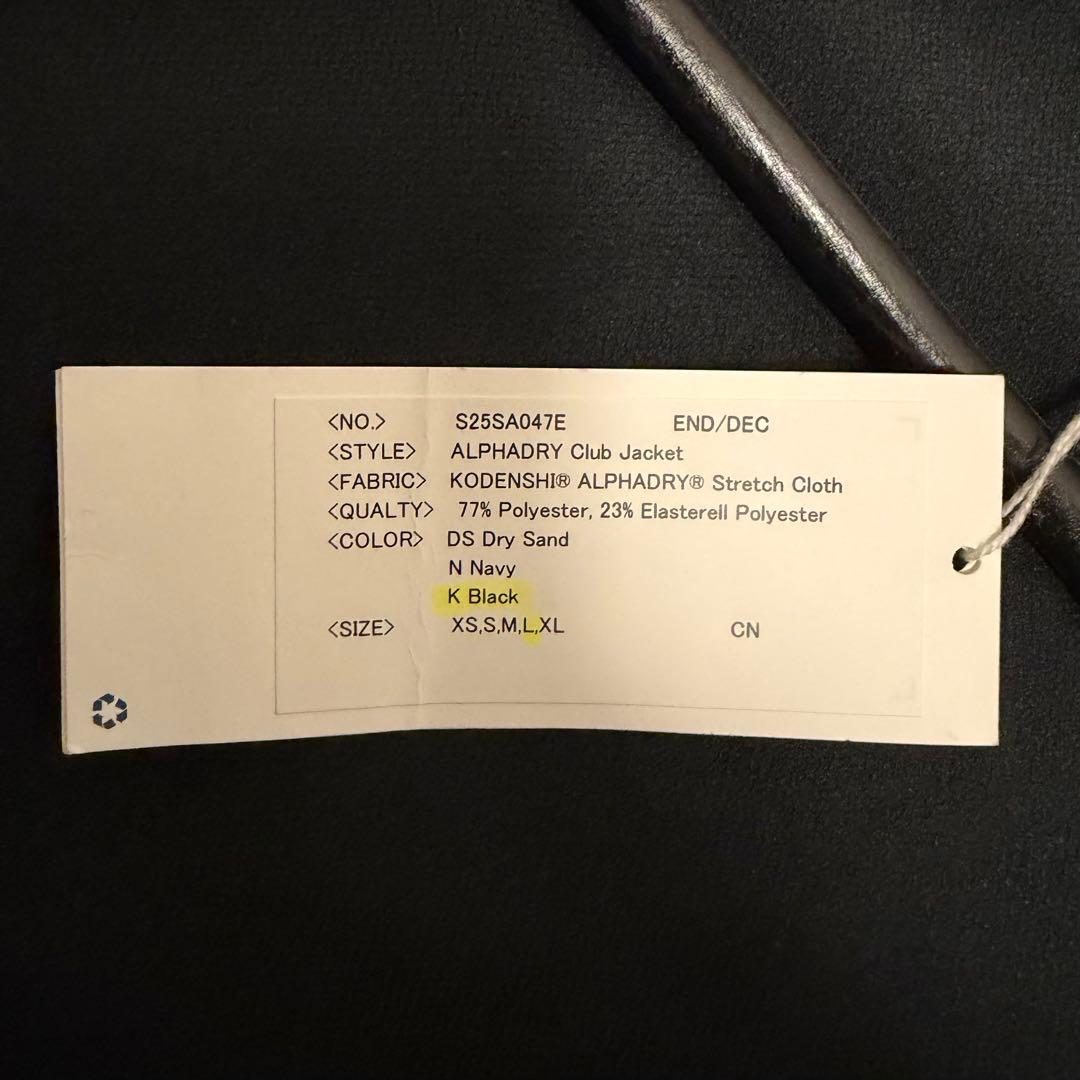 <NO.> S25SA047E END/DEC
<STYLE> ALPHADRY Club Jacket
<FABRIC> KODENSHI® ALPHADRY® Stretch Cloth
<QUALTY> 77% Polyester, 23% Elasterell Polyester
<COLOR> DS Dry Sand
N Navy
K Black
<SIZE> XS,S,M,L,XL CN